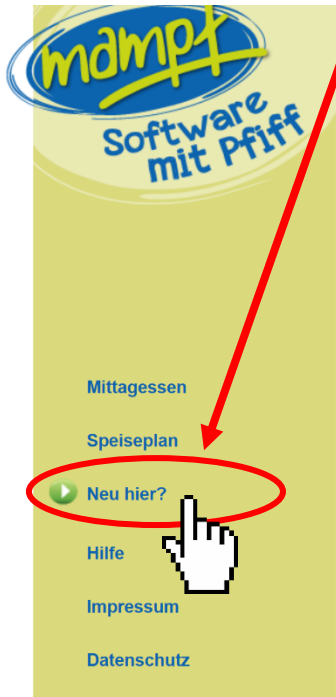 mampf
Software
mit Pfiff
Mittagessen
Speiseplan
Neu hier?
Hilfe
Impressum
Datenschutz